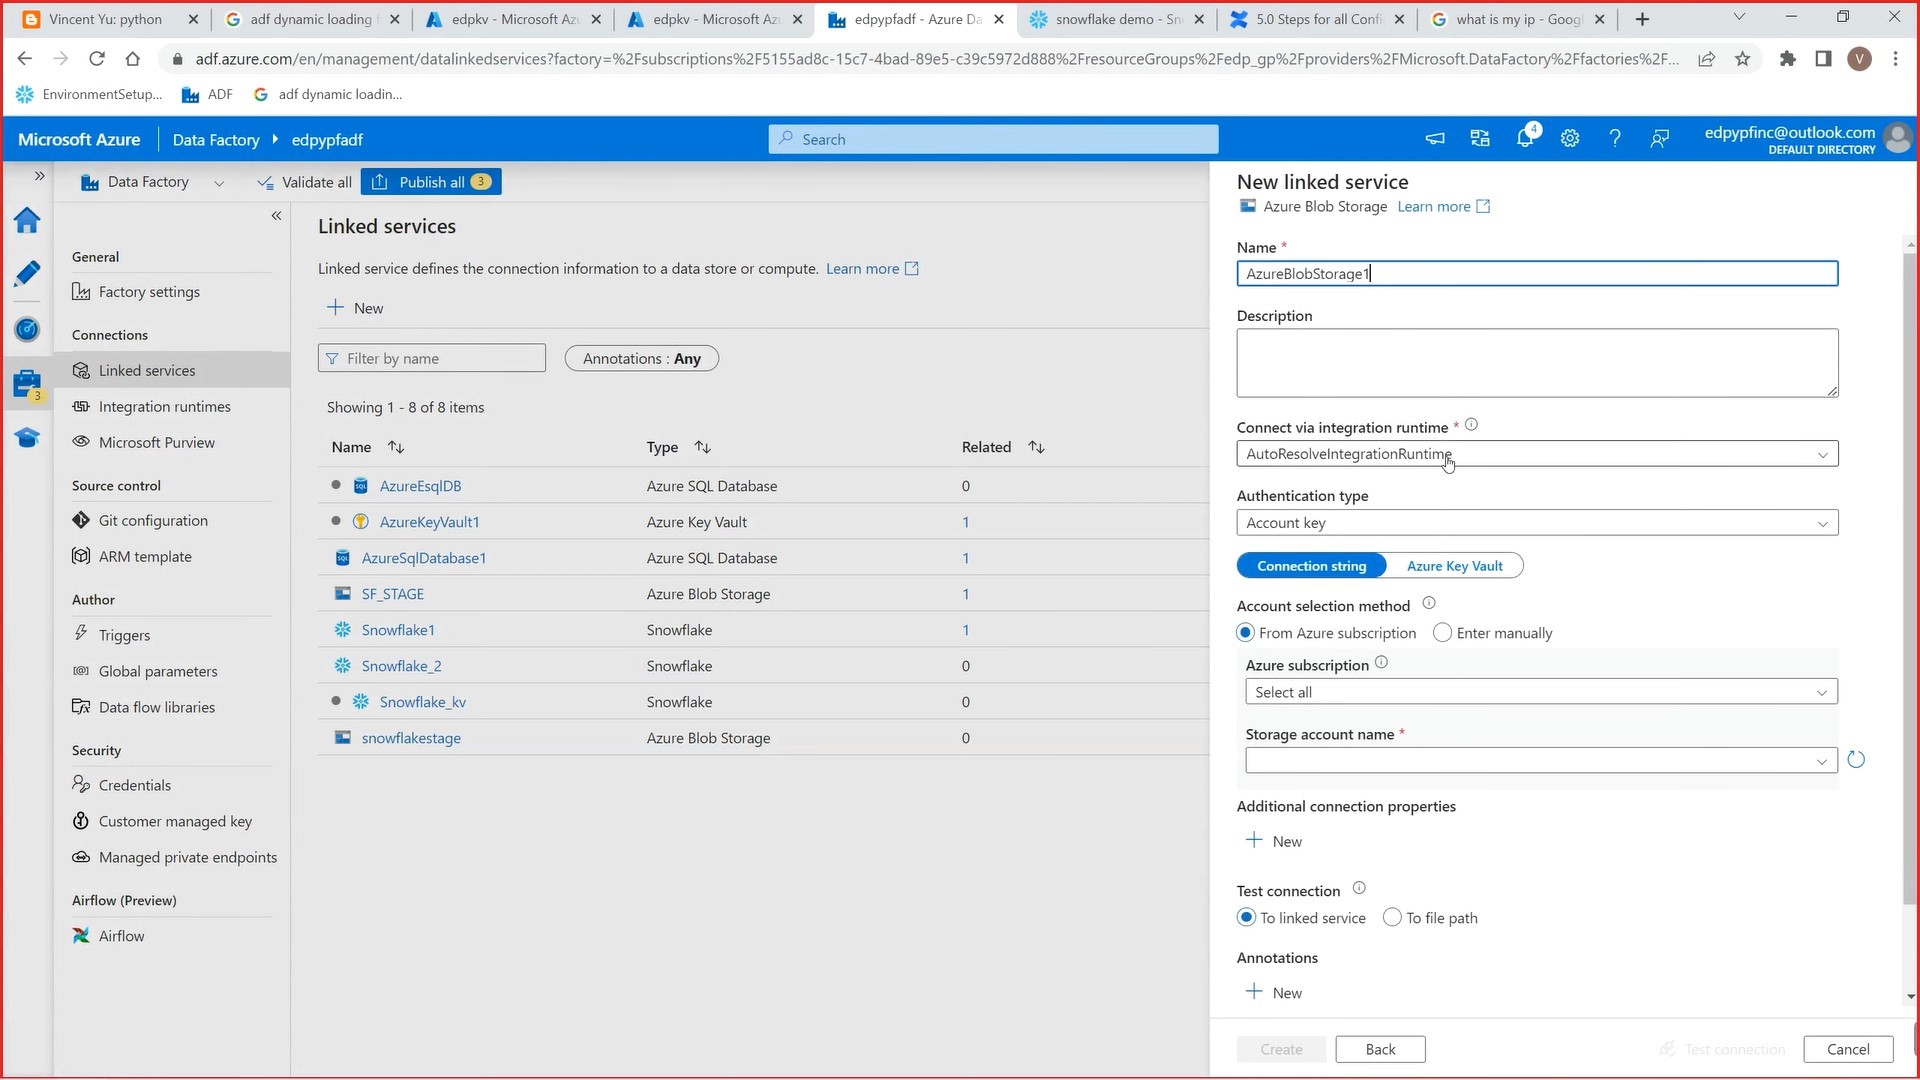 Vincent Yu: python
adf dynamic loading f
edpkv - Microsoft Azu
edpkv - Microsoft Azu
edpypfadf - Azure Da
snowflake demo - Sn
5.0 Steps for all Confi
what is my ip - Googl
adf.azure.com/en/management/datalinkedservices?factory=%2Fsubscriptions%2F5155ad8c-15c7-4bad-89e5-c39c5972d888%2FresourceGroups%2Fedp_gp%2Fproviders%2FMicrosoft.DataFactory%2Ffactories%2F...
V
EnvironmentSetup...
ADF
adf dynamic loadin...
Microsoft Azure
Data Factory
edpypfadf
Search
4
edpypfinc@outlook.com
DEFAULT DIRECTORY
Data Factory
Validate all
Publish all 3
3
General
Factory settings
Connections
Linked services
Integration runtimes
Microsoft Purview
Source control
Git configuration
ARM template
Author
Triggers
Global parameters
Data flow libraries
Security
Credentials
Customer managed key
Managed private endpoints
Airflow (Preview)
Airflow
Linked services
Linked service defines the connection information to a data store or compute. Learn more
New
Filter by name
Annotations : Any
Showing 1 - 8 of 8 items
Name Type Related
AzureEsqlDB Azure SQL Database 0
AzureKeyVault1 Azure Key Vault 1
AzureSqlDatabase1 Azure SQL Database 1
SF_STAGE Azure Blob Storage 1
Snowflake1 Snowflake 1
Snowflake_2 Snowflake 0
Snowflake_kv Snowflake 0
snowflakestage Azure Blob Storage 0
New linked service
Azure Blob Storage Learn more
Name *
AzureBlobStorage1
Description
Connect via integration runtime *
AutoResolveIntegrationRuntime
Authentication type
Account key
Connection string Azure Key Vault
Account selection method
From Azure subscription Enter manually
Azure subscription
Select all
Storage account name *
Additional connection properties
New
Test connection
To linked service To file path
Annotations
New
Create Back Test connection Cancel